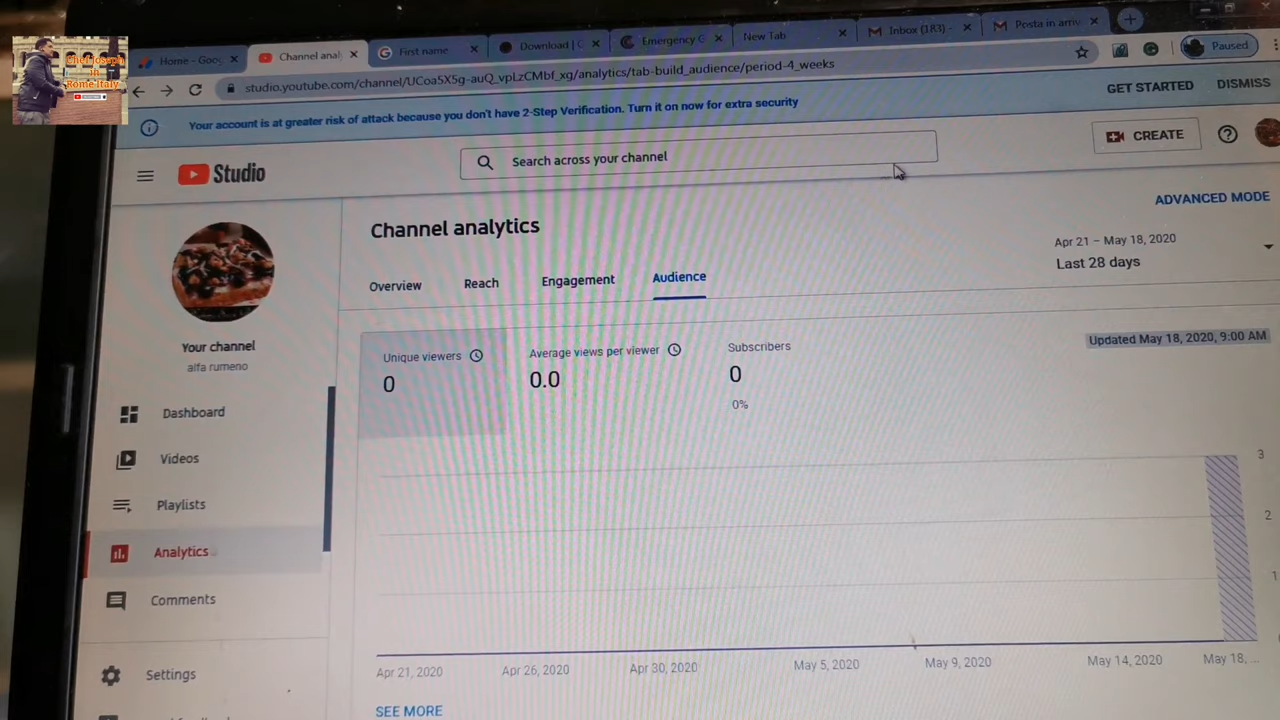 Chef Joseph
in
Rome Italy
Channel anal
First name
Download | C
Emergency C
New Tab
Inbox (183) -
Posta in arriv
studio.youtube.com/channel/UCoa5X5g-auQ_vpLzCMbf_xg/analytics/tab-build_audience/period-4_weeks
Paused
Your account is at greater risk of attack because you don't have 2-Step Verification. Turn it on now for extra security
GET STARTED
DISMISS
Studio
Search across your channel
CREATE
Channel analytics
ADVANCED MODE
Apr 21 – May 18, 2020
Last 28 days
Overview
Reach
Engagement
Audience
Your channel
alfa rumeno
Unique viewers
0
Average views per viewer
0.0
Subscribers
0
0%
Updated May 18, 2020, 9:00 AM
Dashboard
Videos
Playlists
Analytics
Comments
Settings
3
2
1
Apr 21, 2020
Apr 26, 2020
Apr 30, 2020
May 5, 2020
May 9, 2020
May 14, 2020
May 18, ...
SEE MORE